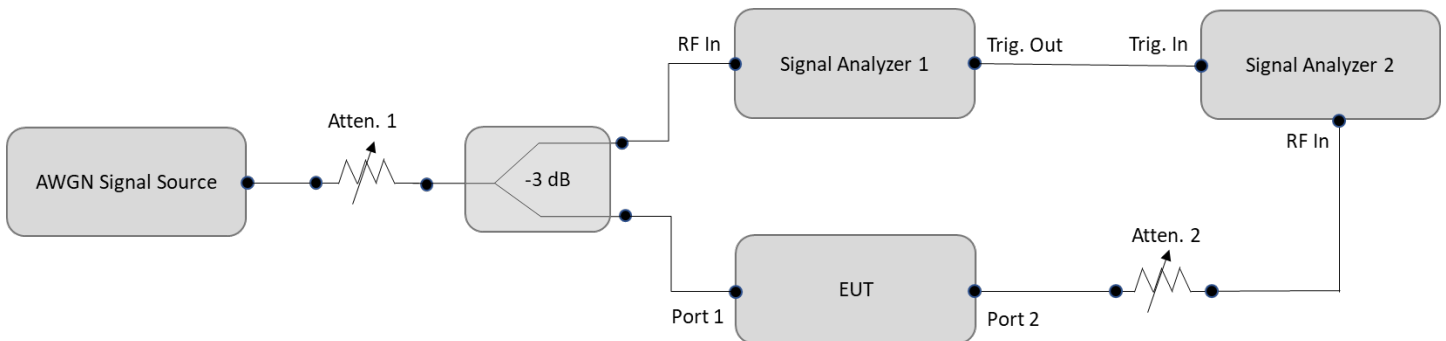 RF In
Signal Analyzer 1
Trig. Out
Trig. In
Signal Analyzer 2
Atten. 1
RF In
AWGN Signal Source
-3 dB
Atten. 2
EUT
Port 1
Port 2